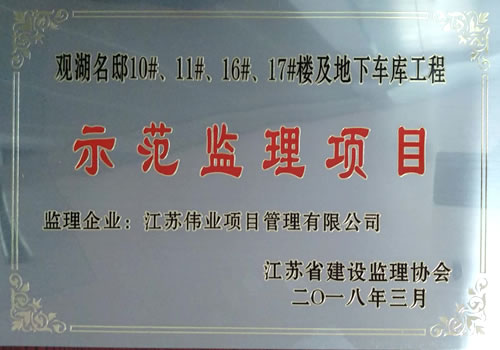 观湖名邸10#、11#、16#、17#楼及地下车库工程
示范监理项目
监理企业：江苏伟业项目管理有限公司
江苏省建设监理协会
二〇一八年三月